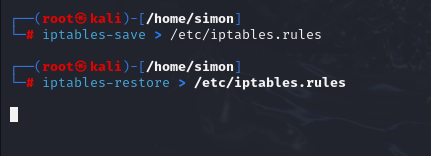 ┌──(root㉿kali)-[/home/simon]
└─# iptables-save > /etc/iptables.rules
┌──(root㉿kali)-[/home/simon]
└─# iptables-restore > /etc/iptables.rules